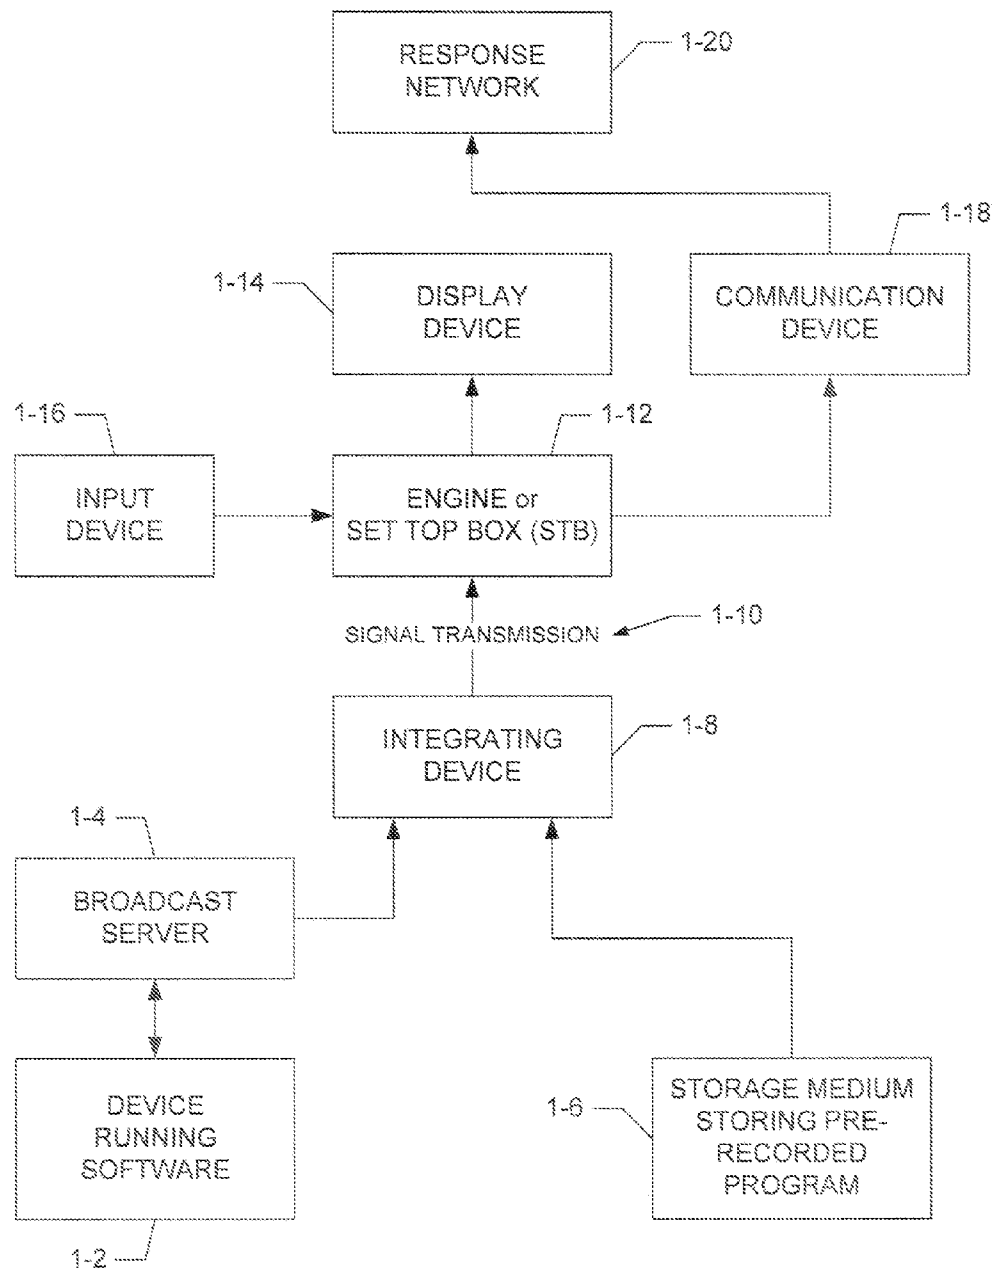 RESPONSE
NETWORK
1-20
1-18
1-14
DISPLAY
DEVICE
COMMUNICATION
DEVICE
1-16
1-12
INPUT
DEVICE
ENGINE or
SET TOP BOX (STB)
1-10
SIGNAL TRANSMISSION
1-8
INTEGRATING
DEVICE
1-4
BROADCAST
SERVER
DEVICE
RUNNING
SOFTWARE
1-6
STORAGE MEDIUM
STORING PRE-
RECORDED
PROGRAM
1-2